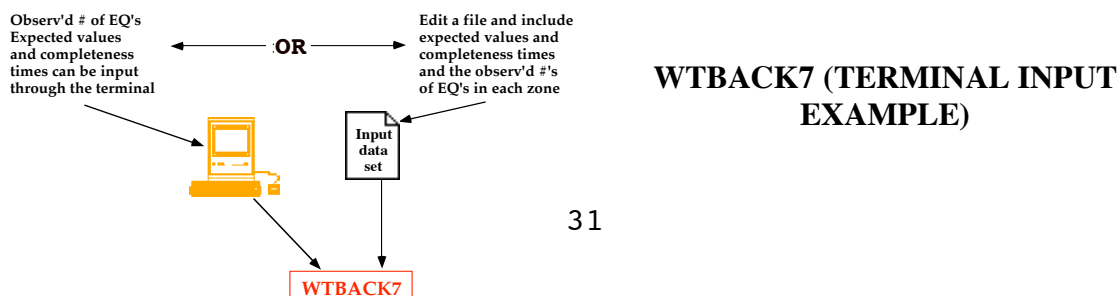 Observ'd # of EQ's
Expected values
and completeness
times can be input
through the terminal
OR
Edit a file and include
expected values and
completeness times
and the observ'd #'s
of EQ's in each zone
Input
data
set
WTBACK7
WTBACK7 (TERMINAL INPUT
EXAMPLE)
31